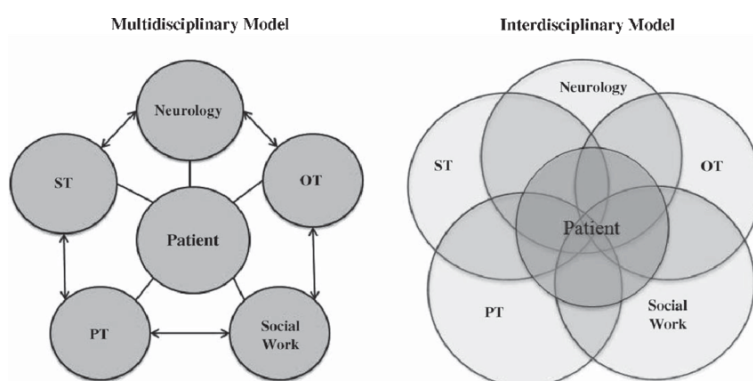 Multidisciplinary Model
Neurology
ST
OT
Patient
PT
Social
Work
Interdisciplinary Model
Neurology
ST
OT
Patient
PT
Social
Work